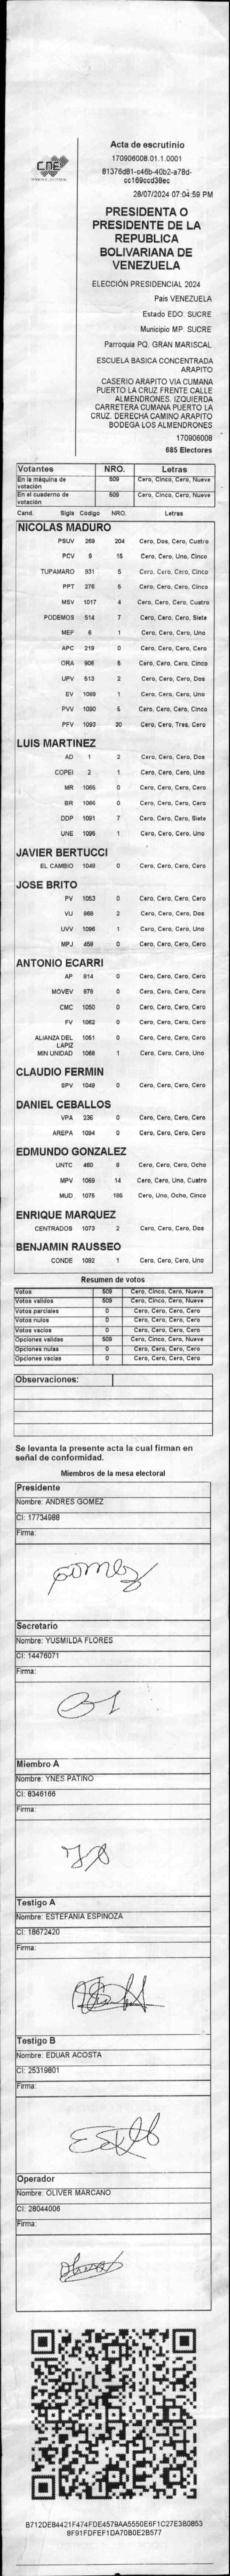 CNE
Acta de escrutinio
170906008.01.1.0001
81376d81-c46b-40b2-a78d-
cc169ccd38ec
28/07/2024 07:04:59 PM
PRESIDENTA O
PRESIDENTE DE LA
REPUBLICA
BOLIVARIANA DE
VENEZUELA
ELECCIÓN PRESIDENCIAL 2024
Pais VENEZUELA
Estado EDO. SUCRE
Municipio MP. SUCRE
Parroquia PQ. GRAN MARISCAL
ESCUELA BASICA CONCENTRADA
ARAPITO
CASERIO ARAPITO VIA CUMANA
PUERTO LA CRUZ FRENTE CALLE
ALMENDRONES. IZQUIERDA
CARRETERA CUMANA PUERTO LA
CRUZ. DERECHA CAMINO ARAPITO
BODEGA LOS ALMENDRONES
170906008
685 Electores
Votantes NRO. Letras
En la máquina de votación 509 Cero, Cinco, Cero, Nueve
En el cuaderno de votación 509 Cero, Cinco, Cero, Nueve
Cand. Sigla Código NRO. Letras
NICOLAS MADURO
PSUV 269 204 Cero, Dos, Cero, Cuatro
PCV 9 15 Cero, Cero, Uno, Cinco
TUPAMARO 931 5 Cero, Cero, Cero, Cinco
PPT 276 5 Cero, Cero, Cero, Cinco
MSV 1017 4 Cero, Cero, Cero, Cuatro
PODEMOS 514 7 Cero, Cero, Cero, Siete
MEP 6 1 Cero, Cero, Cero, Uno
APC 219 0 Cero, Cero, Cero, Cero
ORA 906 5 Cero, Cero, Cero, Cinco
UPV 513 2 Cero, Cero, Cero, Dos
EV 1089 1 Cero, Cero, Cero, Uno
PVV 1090 5 Cero, Cero, Cero, Cinco
PFV 1093 30 Cero, Cero, Tres, Cero
LUIS MARTINEZ
AD 1 2 Cero, Cero, Cero, Dos
COPEI 2 1 Cero, Cero, Cero, Uno
MR 1065 0 Cero, Cero, Cero, Cero
BR 1066 0 Cero, Cero, Cero, Cero
DDP 1091 7 Cero, Cero, Cero, Siete
UNE 1095 1 Cero, Cero, Cero, Uno
JAVIER BERTUCCI
EL CAMBIO 1048 0 Cero, Cero, Cero, Cero
JOSE BRITO
PV 1053 0 Cero, Cero, Cero, Cero
VU 868 2 Cero, Cero, Cero, Dos
UVV 1096 1 Cero, Cero, Cero, Uno
MPJ 458 0 Cero, Cero, Cero, Cero
ANTONIO ECARRI
AP 814 0 Cero, Cero, Cero, Cero
MOVEV 878 0 Cero, Cero, Cero, Cero
CMC 1050 0 Cero, Cero, Cero, Cero
FV 1062 0 Cero, Cero, Cero, Cero
ALIANZA DEL LAPIZ 1051 0 Cero, Cero, Cero, Cero
MIN UNIDAD 1068 1 Cero, Cero, Cero, Uno
CLAUDIO FERMIN
SPV 1049 0 Cero, Cero, Cero, Cero
DANIEL CEBALLOS
VPA 236 0 Cero, Cero, Cero, Cero
AREPA 1094 0 Cero, Cero, Cero, Cero
EDMUNDO GONZALEZ
UNTC 460 8 Cero, Cero, Cero, Ocho
MPV 1069 14 Cero, Cero, Uno, Cuatro
MUD 1075 185 Cero, Uno, Ocho, Cinco
ENRIQUE MARQUEZ
CENTRADOS 1073 2 Cero, Cero, Cero, Dos
BENJAMIN RAUSSEO
CONDE 1092 1 Cero, Cero, Cero, Uno
Resumen de votos
Votos 509 Cero, Cinco, Cero, Nueve
Votos validos 509 Cero, Cinco, Cero, Nueve
Votos parciales 0 Cero, Cero, Cero, Cero
Votos nulos 0 Cero, Cero, Cero, Cero
Votos vacios 0 Cero, Cero, Cero, Cero
Opciones validas 509 Cero, Cinco, Cero, Nueve
Opciones nulas 0 Cero, Cero, Cero, Cero
Opciones vacias 0 Cero, Cero, Cero, Cero
Observaciones:
Se levanta la presente acta la cual firman en
señal de conformidad.
Miembros de la mesa electoral
Presidente
Nombre: ANDRES GOMEZ
CI: 17734988
Firma:
gomez
Secretario
Nombre: YUSMILDA FLORES
CI: 14476071
Firma:
Miembro A
Nombre: YNES PATIÑO
CI: 8346166
Firma:
Testigo A
Nombre: ESTEFANIA ESPINOZA
CI: 18672420
Firma:
Testigo B
Nombre: EDUAR ACOSTA
CI: 25319801
Firma:
Operador
Nombre: OLIVER MARCANO
CI: 28044006
Firma:
B712DE84421F474FDE4579AA5550E6F1C27E3B0853
8F91FDFEF1DA70B0E2B577